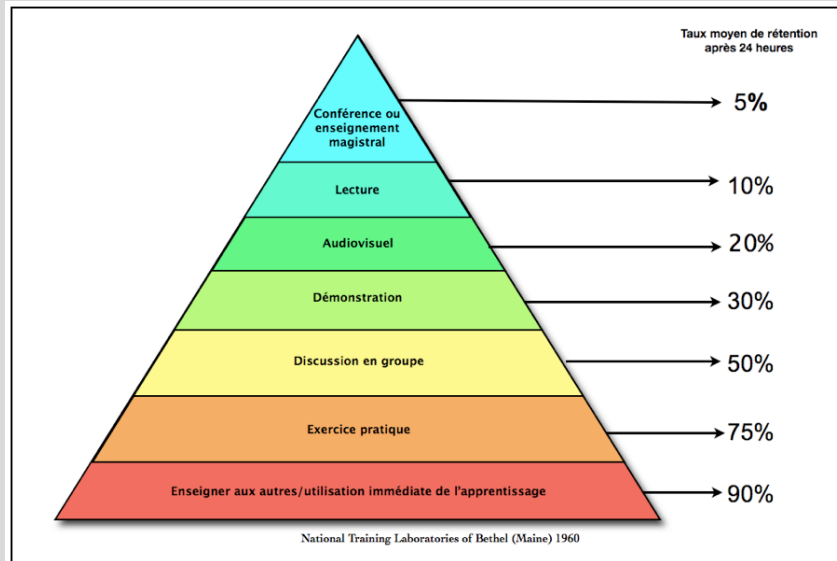 Taux moyen de rétention
après 24 heures
Conférence ou
enseignement
magistral
5%
Lecture
10%
Audiovisuel
20%
Démonstration
30%
Discussion en groupe
50%
Exercice pratique
75%
Enseigner aux autres/utilisation immédiate de l'apprentissage
90%
National Training Laboratories of Bethel (Maine) 1960